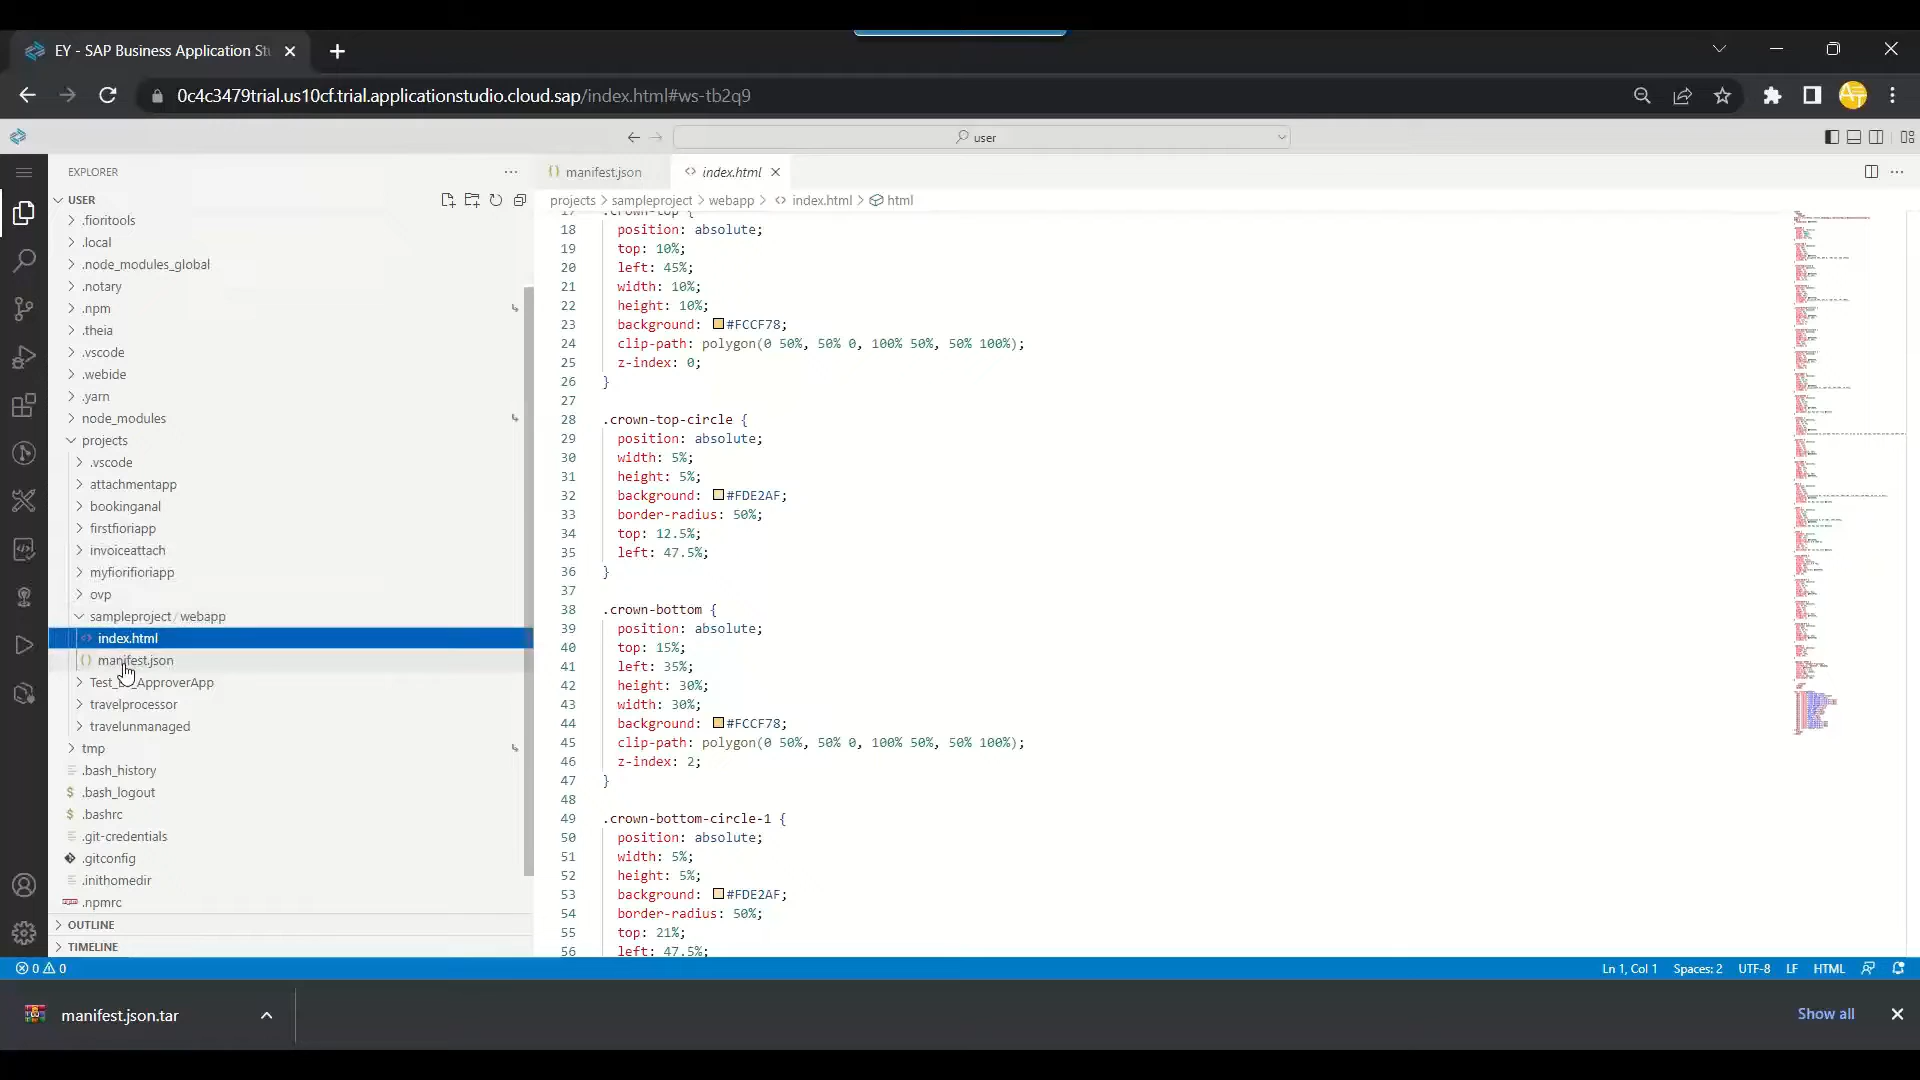 EY - SAP Business Application Stu
0c4c3479trial.us10cf.trial.applicationstudio.cloud.sap/index.html#ws-tb2q9
user
EXPLORER
USER
.fioritools
.local
.node_modules_global
.notary
.npm
.theia
.vscode
.webide
.yarn
node_modules
projects
.vscode
attachmentapp
bookinganal
firstfioriapp
invoiceattach
myfiorifioriapp
ovp
sampleproject / webapp
index.html
manifest.json
ApproverApp
travelprocessor
travelunmanaged
tmp
.bash_history
.bash_logout
.bashrc
.git-credentials
.gitconfig
.inithomedir
.npmrc
OUTLINE
TIMELINE
manifest.json
index.html
projects > sampleproject > webapp > index.html > html
17 .crown-top {
18 position: absolute;
19 top: 10%;
20 left: 45%;
21 width: 10%;
22 height: 10%;
23 background: #FCCF78;
24 clip-path: polygon(0 50%, 50% 0, 100% 50%, 50% 100%);
25 z-index: 0;
26 }
27
28 .crown-top-circle {
29 position: absolute;
30 width: 5%;
31 height: 5%;
32 background: #FDE2AF;
33 border-radius: 50%;
34 top: 12.5%;
35 left: 47.5%;
36 }
37
38 .crown-bottom {
39 position: absolute;
40 top: 15%;
41 left: 35%;
42 height: 30%;
43 width: 30%;
44 background: #FCCF78;
45 clip-path: polygon(0 50%, 50% 0, 100% 50%, 50% 100%);
46 z-index: 2;
47 }
48
49 .crown-bottom-circle-1 {
50 position: absolute;
51 width: 5%;
52 height: 5%;
53 background: #FDE2AF;
54 border-radius: 50%;
55 top: 21%;
56 left: 47.5%;
0 0
Ln 1, Col 1 Spaces: 2 UTF-8 LF HTML
manifest.json.tar
Show all